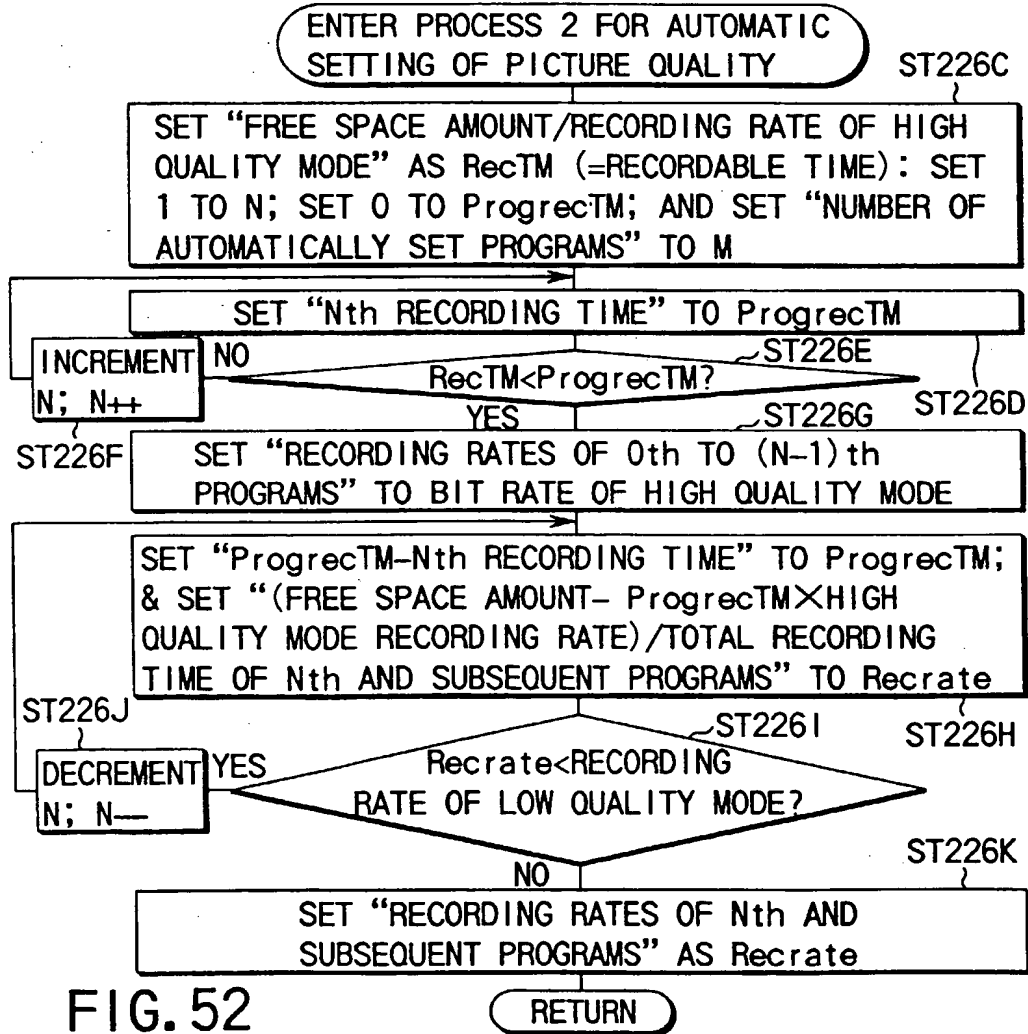 ENTER PROCESS 2 FOR AUTOMATIC
SETTING OF PICTURE QUALITY
ST226C
SET “FREE SPACE AMOUNT/RECORDING RATE OF HIGH
QUALITY MODE” AS RecTM (=RECORDABLE TIME): SET
1 TO N; SET 0 TO ProgrecTM; AND SET “NUMBER OF
AUTOMATICALLY SET PROGRAMS” TO M
SET “Nth RECORDING TIME” TO ProgrecTM
ST226D
RecTM<ProgrecTM?
ST226E
NO
YES
INCREMENT
N; N++
ST226F
ST226G
SET “RECORDING RATES OF 0th TO (N-1)th
PROGRAMS” TO BIT RATE OF HIGH QUALITY MODE
SET “ProgrecTM-Nth RECORDING TIME” TO ProgrecTM;
& SET “(FREE SPACE AMOUNT- ProgrecTM×HIGH
QUALITY MODE RECORDING RATE)/TOTAL RECORDING
TIME OF Nth AND SUBSEQUENT PROGRAMS” TO Recrate
ST226H
ST226I
Recrate<RECORDING
RATE OF LOW QUALITY MODE?
YES
NO
ST226J
DECREMENT
N; N--
ST226K
SET “RECORDING RATES OF Nth AND
SUBSEQUENT PROGRAMS” AS Recrate
RETURN
FIG. 52